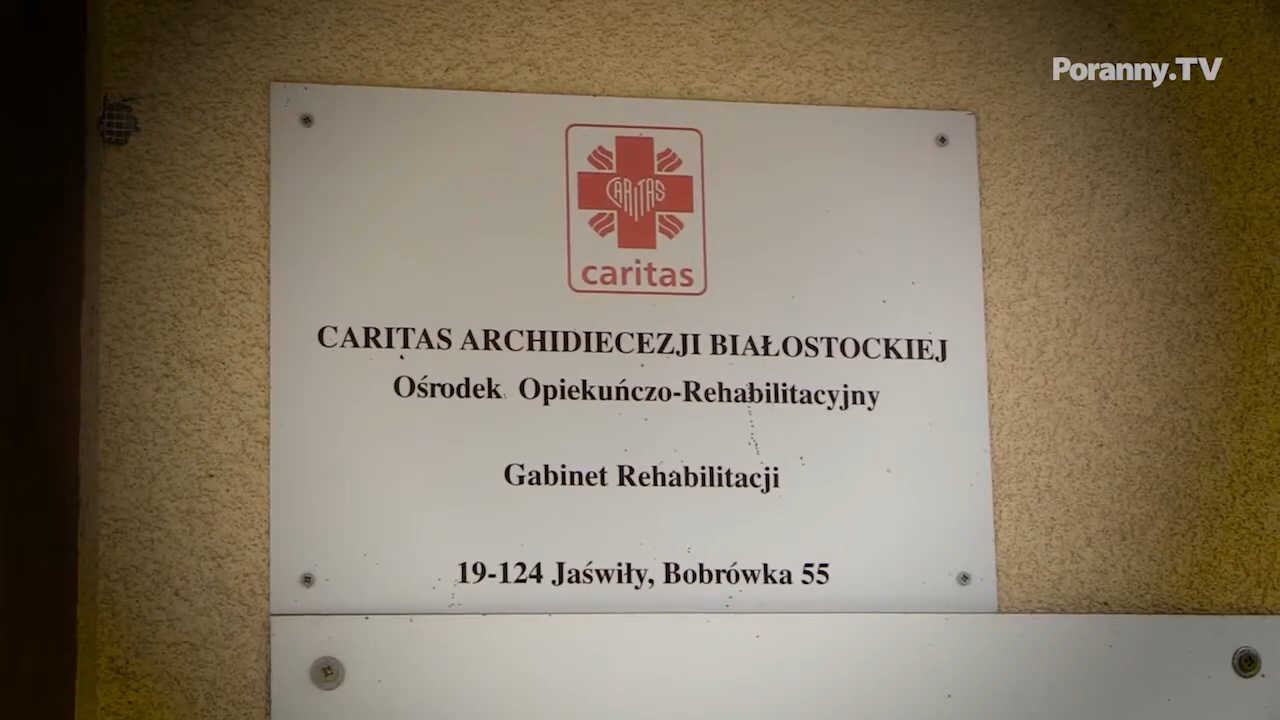 Poranny.TV
CARITAS
caritas
CARITAS ARCHIDIECEZJI BIAŁOSTOCKIEJ
Ośrodek Opiekuńczo-Rehabilitacyjny
Gabinet Rehabilitacji
19-124 Jaświły, Bobrówka 55